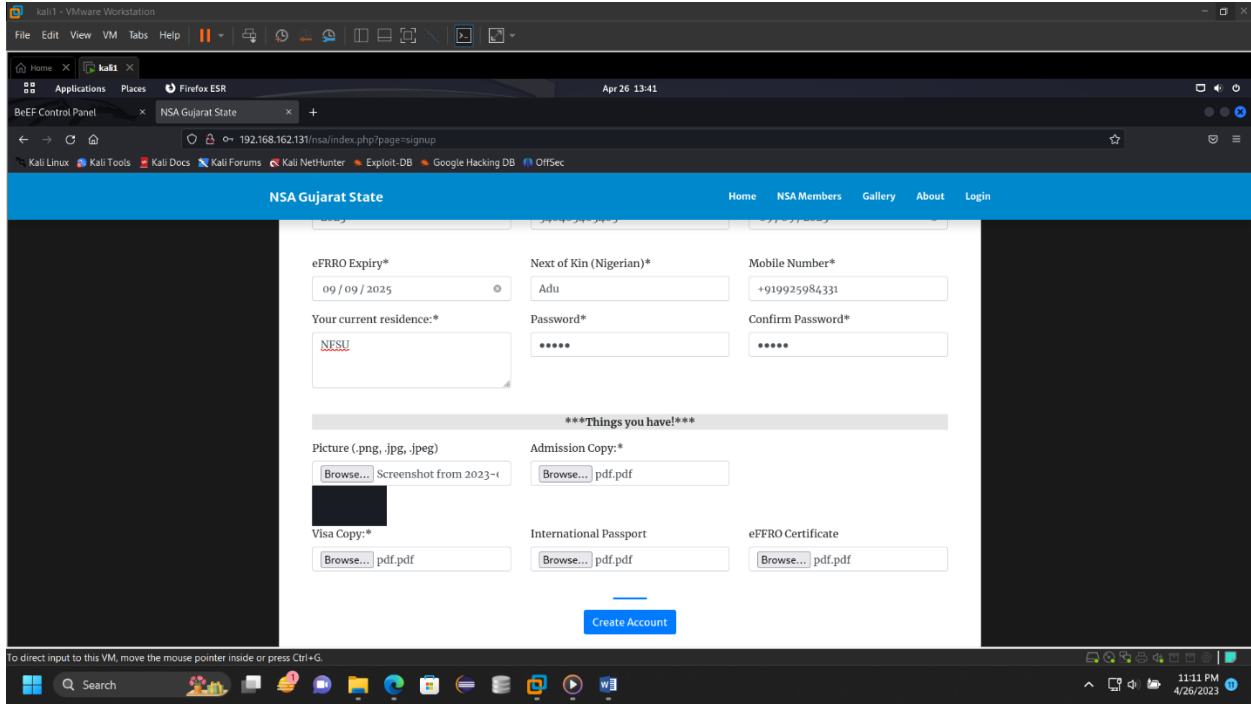 kali1 - VMware Workstation
File Edit View VM Tabs Help
Home kali1
Applications Places Firefox ESR Apr 26 13:41
BeEF Control Panel NSA Gujarat State
192.168.162.131/nsa/index.php?page=signup
Kali Linux Kali Tools Kali Docs Kali Forums Kali NetHunter Exploit-DB Google Hacking DB OffSec
NSA Gujarat State Home NSA Members Gallery About Login
eFRRO Expiry* Next of Kin (Nigerian)* Mobile Number*
09/09/2025 Adu +919925984331
Your current residence:* Password* Confirm Password*
NFSU ••••• •••••
***Things you have!***
Picture (.png, .jpg, .jpeg) Admission Copy:*
Browse... Screenshot from 2023- Browse... pdf.pdf
Visa Copy:* International Passport eFFRO Certificate
Browse... pdf.pdf Browse... pdf.pdf Browse... pdf.pdf
Create Account
To direct input to this VM, move the mouse pointer inside or press Ctrl+G.
Search 11:11 PM
4/26/2023 11